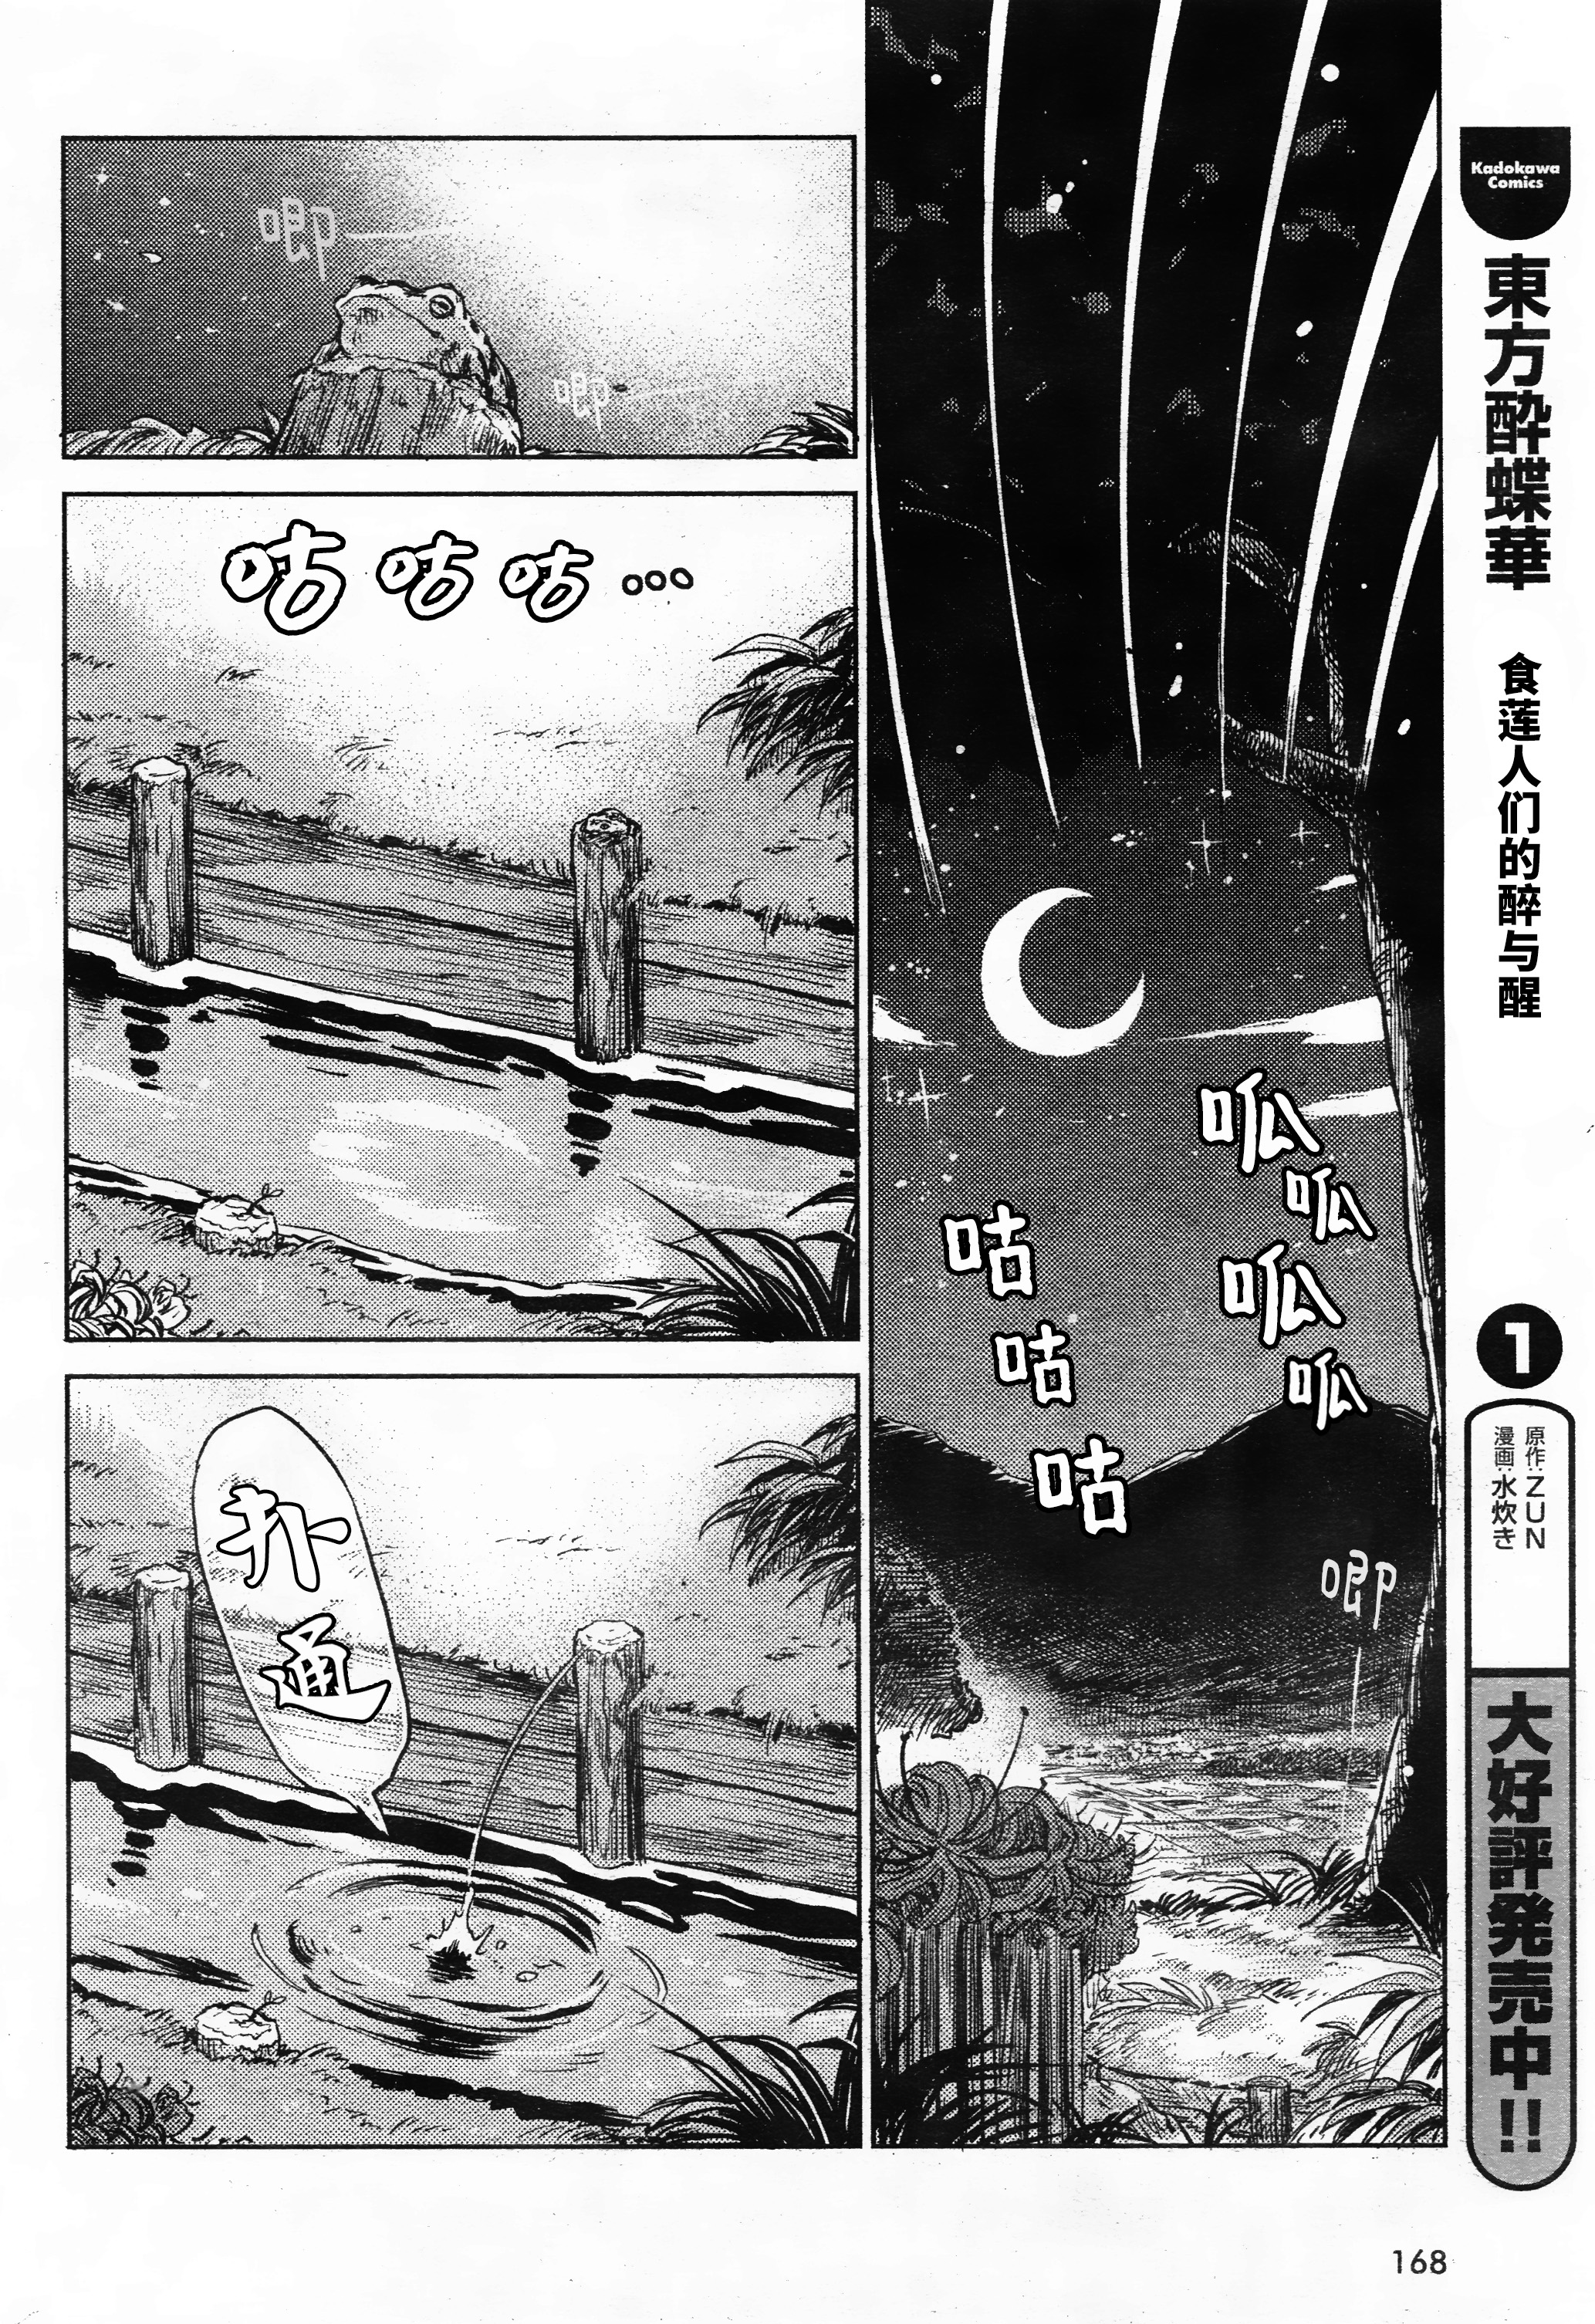 Kadokawa
Comics
東方酔蝶華
食莲人们的醉与醒
1
原作:ZUN
漫画:水炊き
大好評発売中!!
呱
呱
呱
呱
咕
咕
咕
唧
唧
唧
咕咕咕…
扑
通
168